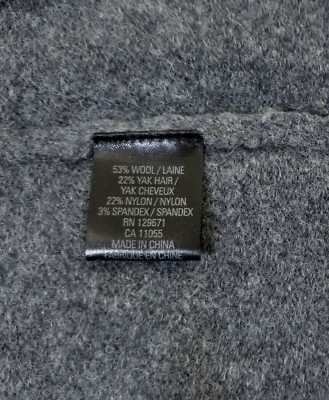 53% WOOL / LAINE
22% YAK HAIR /
YAK CHEVEUX
22% NYLON / NYLON
3% SPANDEX / SPANDEX
RN 129671
CA 11055
MADE IN CHINA
FABRIQUÉ EN CHINE